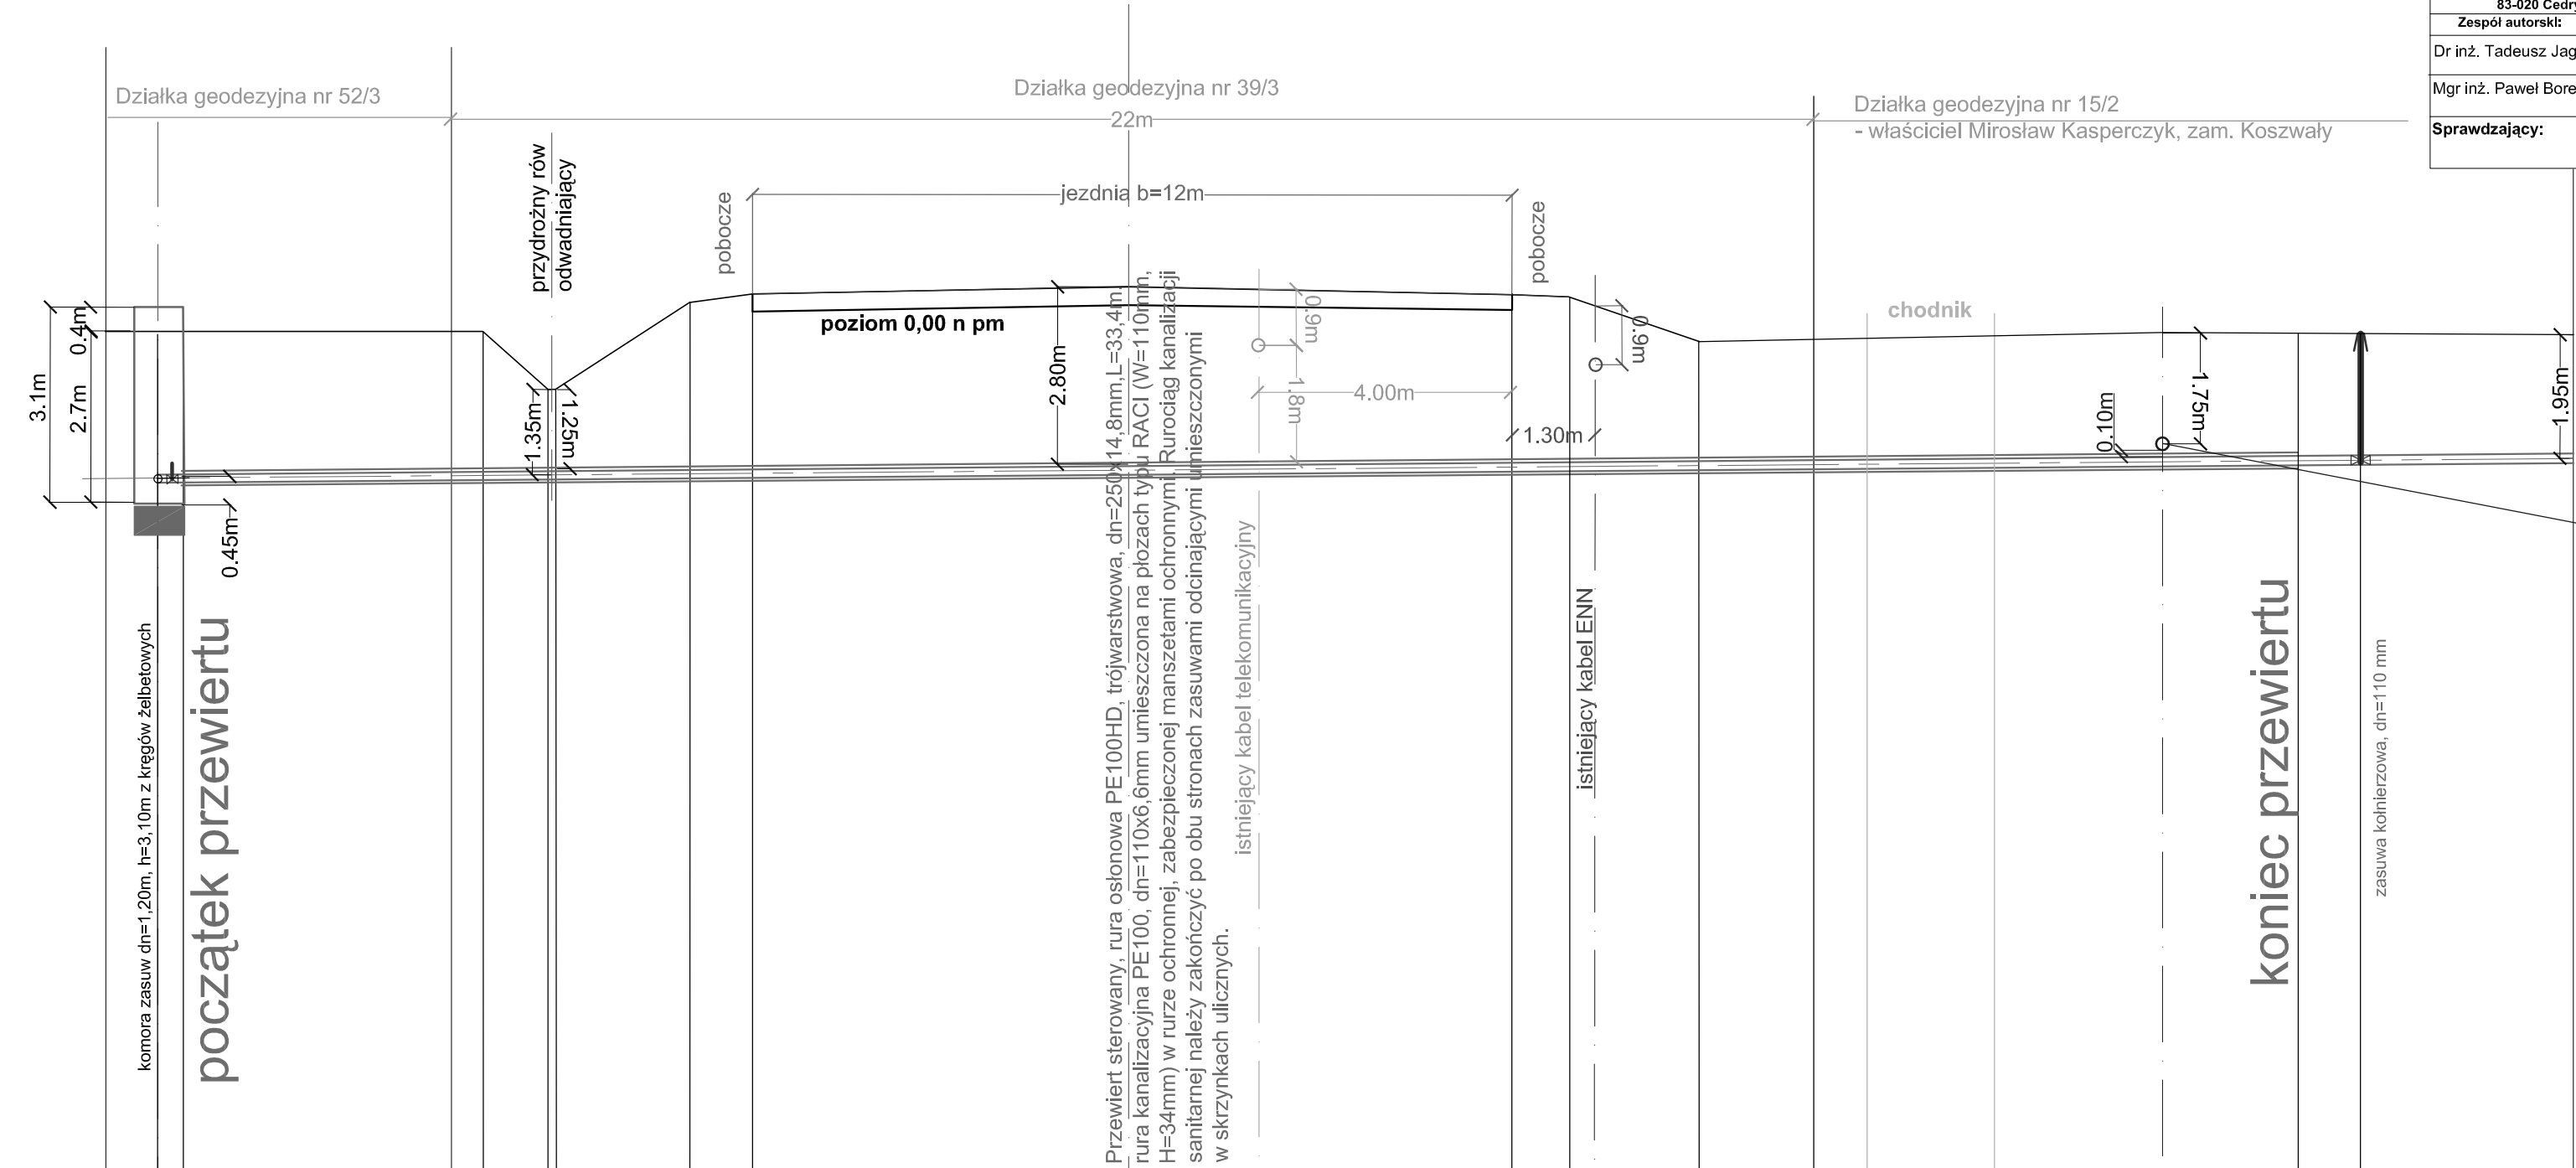 83-020 Cedry
Zespół autorski:
Dr inż. Tadeusz Jag
Mgr inż. Paweł Bore
Sprawdzający:
Działka geodezyjna nr 52/3
Działka geodezyjna nr 39/3
22m
Działka geodezyjna nr 15/2
- właściciel Mirosław Kasperczyk, zam. Koszwały
przydrożny rów
odwadniający
pobocze
jezdnia b=12m
pobocze
poziom 0,00 n pm
chodnik
3.1m
0.4m
2.7m
0.45m
1.35m
1.25m
2.80m
0.9m
1.8m
4.00m
0.9m
1.30m
0.10m
1.75m
1.95m
komora zasuw dn=1,20m, h=3,10m z kręgów żelbetowych
początek przewiertu
Przewiert sterowany, rura osłonowa PE100HD, trójwarstwowa, dn=250x14,8mm,L=33,4m,
rura kanalizacyjna PE100, dn=110x6,6mm umieszczona na płozach typu RACI (W=110mm,
H=34mm) w rurze ochronnej, zabezpieczonej manszetami ochronnymi. Rurociąg kanalizacji
sanitarnej należy zakończyć po obu stronach zasuwami odcinającymi umieszczonymi
w skrzynkach ulicznych.
istniejący kabel telekomunikacyjny
istniejący kabel ENN
koniec przewiertu
zasuwa kołnierzowa, dn=110 mm